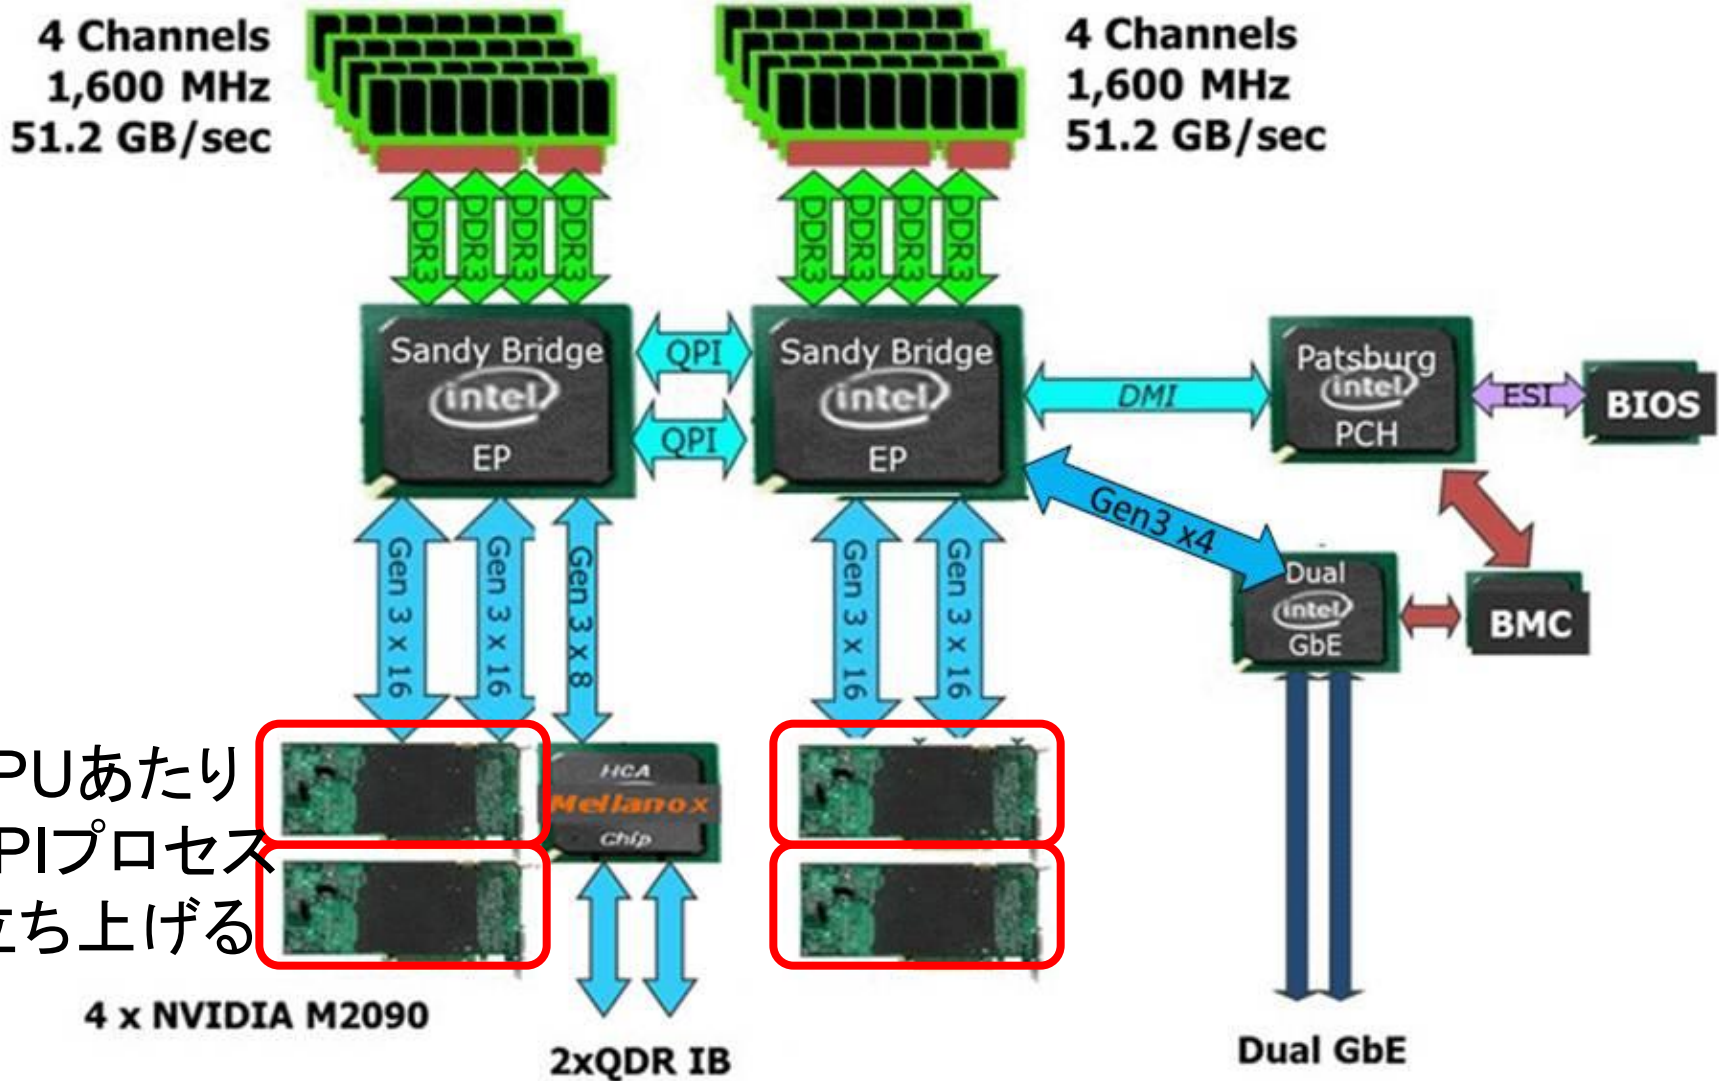 4 Channels
1,600 MHz
51.2 GB/sec
4 Channels
1,600 MHz
51.2 GB/sec
DDR3
DDR3
DDR3
DDR3
DDR3
DDR3
DDR3
DDR3
Sandy Bridge
intel
EP
QPI
QPI
Sandy Bridge
intel
EP
DMI
Patsburg
intel
PCH
ESI
BIOS
Gen 3 x 16
Gen 3 x 16
Gen 3 x 8
Gen 3 x 16
Gen 3 x 16
Gen3 x4
Dual
intel
GbE
BMC
PUあたり
PIプロセス
立ち上げる
HCA
Mellanox
Chip
4 x NVIDIA M2090
2xQDR IB
Dual GbE